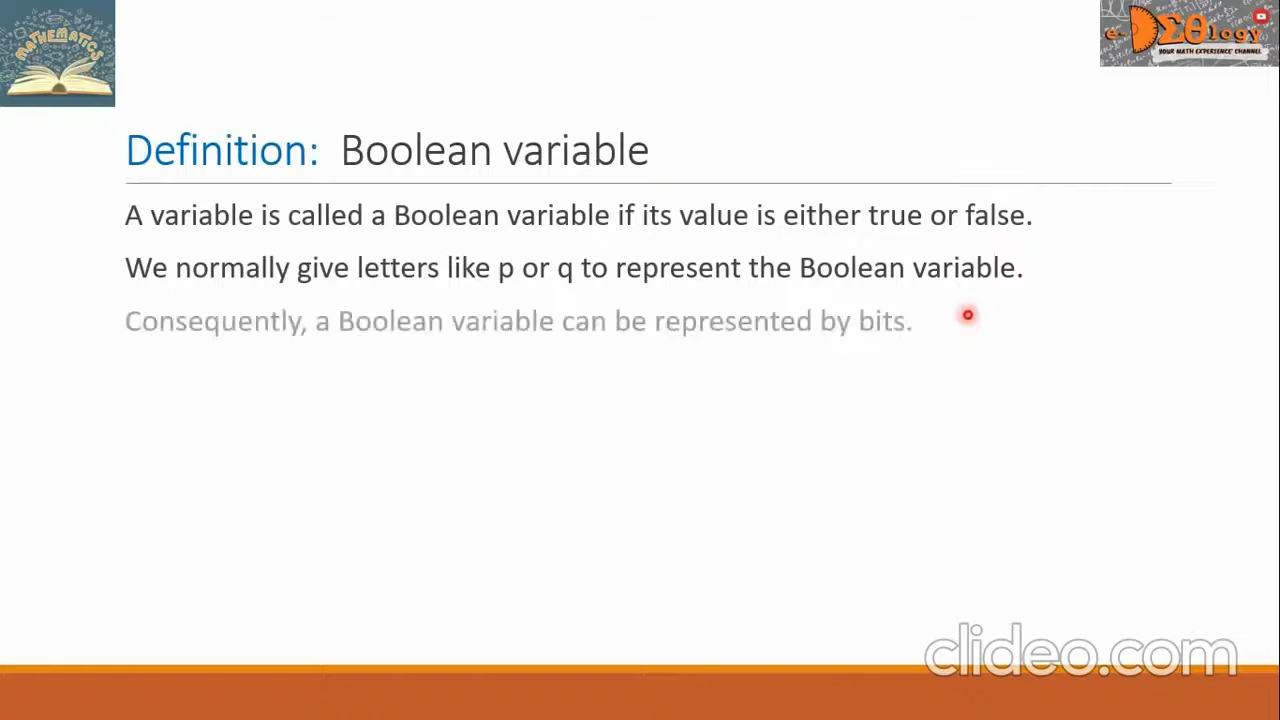 MATHEMATICS
e-DΣθlogy
YOUR MATH EXPERIENCE CHANNEL
Definition: Boolean variable
A variable is called a Boolean variable if its value is either true or false.
We normally give letters like p or q to represent the Boolean variable.
Consequently, a Boolean variable can be represented by bits.
clideo.com